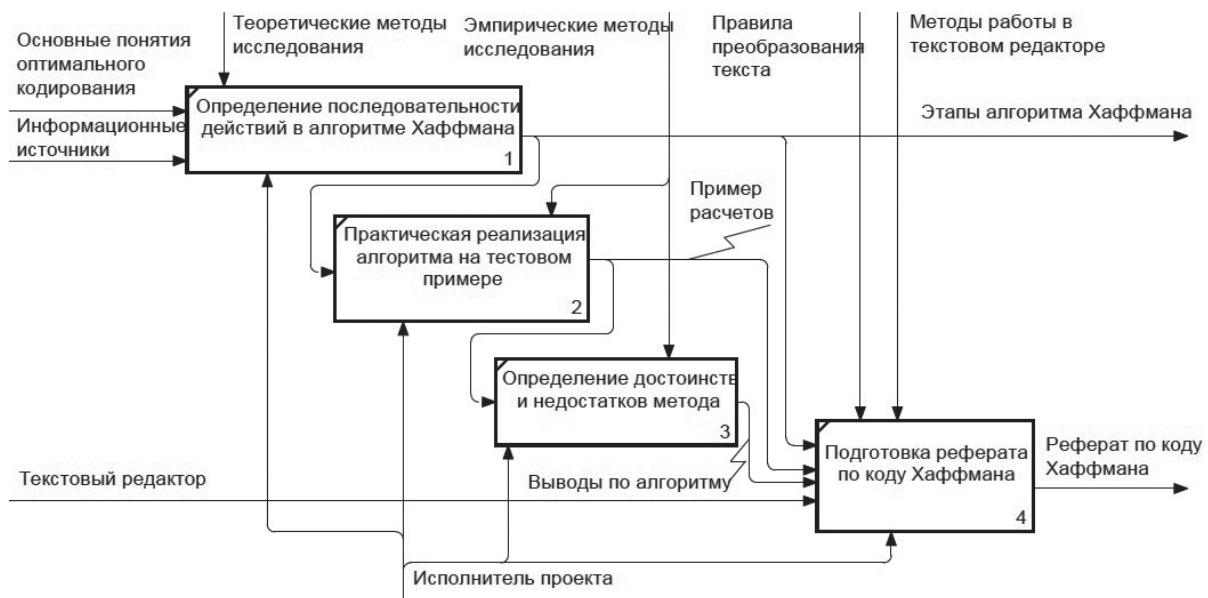 Основные понятия
оптимального
кодирования
Теоретические методы
исследования
Эмпирические методы
исследования
Правила
преобразования
текста
Методы работы в
текстовом редакторе
Информационные
источники
Определение последовательности
действий в алгоритме Хаффмана
1
Этапы алгоритма Хаффмана
Практическая реализация
алгоритма на тестовом
примере
2
Пример
расчетов
Определение достоинств
и недостатков метода
3
Выводы по алгоритму
Текстовый редактор
Подготовка реферата
по коду Хаффмана
4
Реферат по коду
Хаффмана
Исполнитель проекта